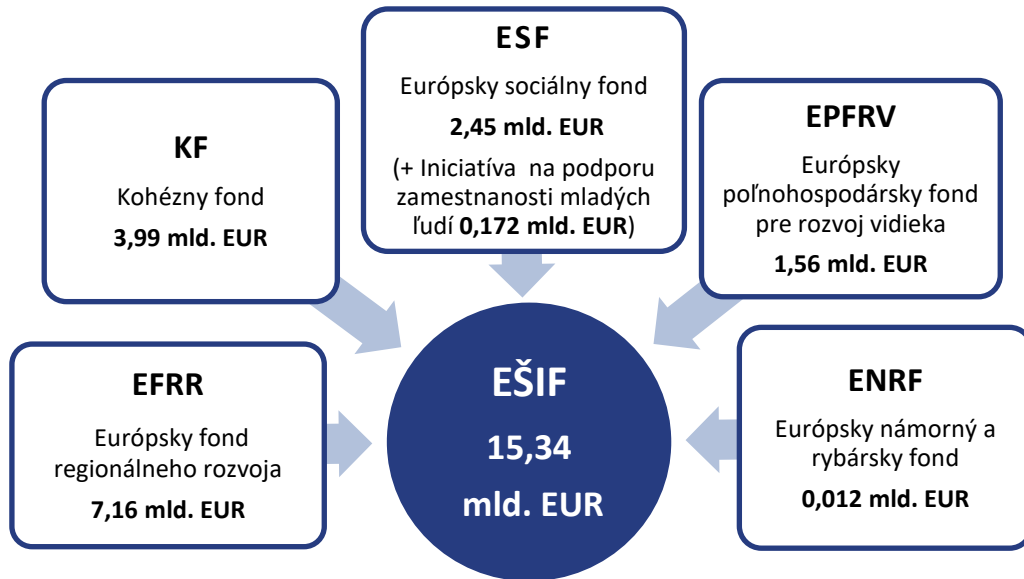 ESF
Európsky sociálny fond
2,45 mld. EUR
(+ Iniciatíva na podporu
zamestnanosti mladých
ľudí 0,172 mld. EUR)
KF
Kohézny fond
3,99 mld. EUR
EPFRV
Európsky
poľnohospodársky fond
pre rozvoj vidieka
1,56 mld. EUR
EFRR
Európsky fond
regionálneho rozvoja
7,16 mld. EUR
EŠIF
15,34
mld. EUR
ENRF
Európsky námorný a
rybársky fond
0,012 mld. EUR